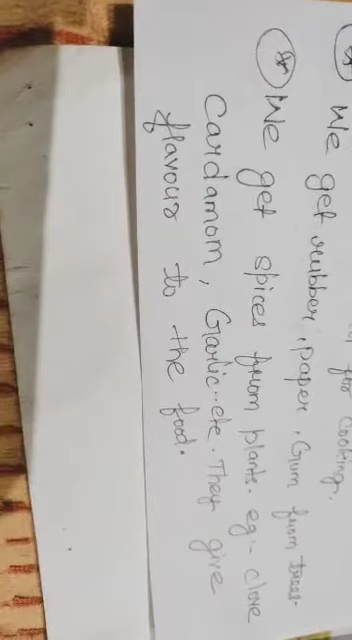 for cooking.
* We get rubber, Paper, Gum from trees.
* We get spices from plants. eg:- clove
Cardamom, Garlic..etc. They give
flavour to the food.